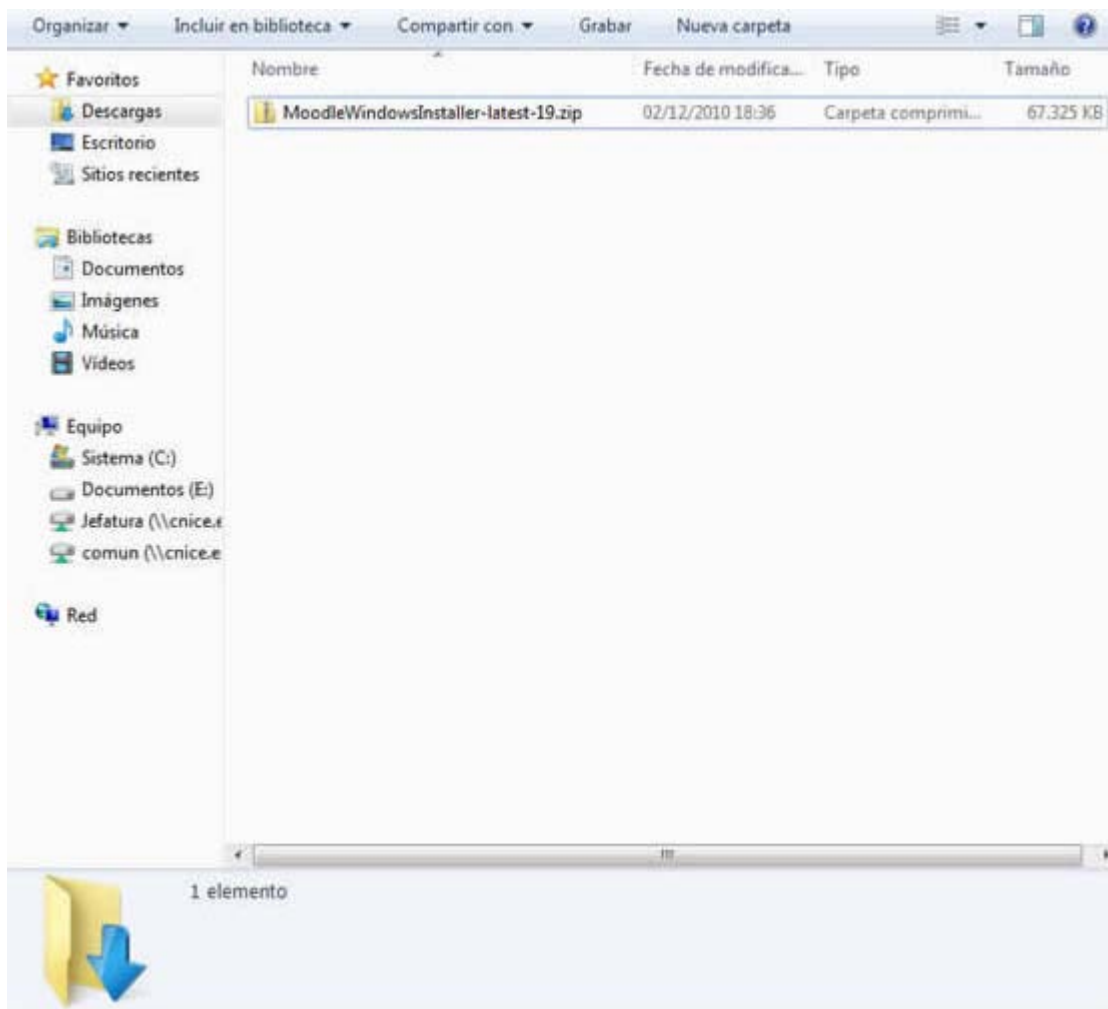 Organizar Incluir en biblioteca Compartir con Grabar Nueva carpeta
Favoritos
Descargas
Escritorio
Sitios recientes
Bibliotecas
Documentos
Imágenes
Música
Vídeos
Equipo
Sistema (C:)
Documentos (E:)
Jefatura (\\cnice.e
comun (\\cnice.e
Red
Nombre Fecha de modifica... Tipo Tamaño
MoodleWindowsInstaller-latest-19.zip 02/12/2010 18:36 Carpeta comprimi... 67.325 KB
1 elemento